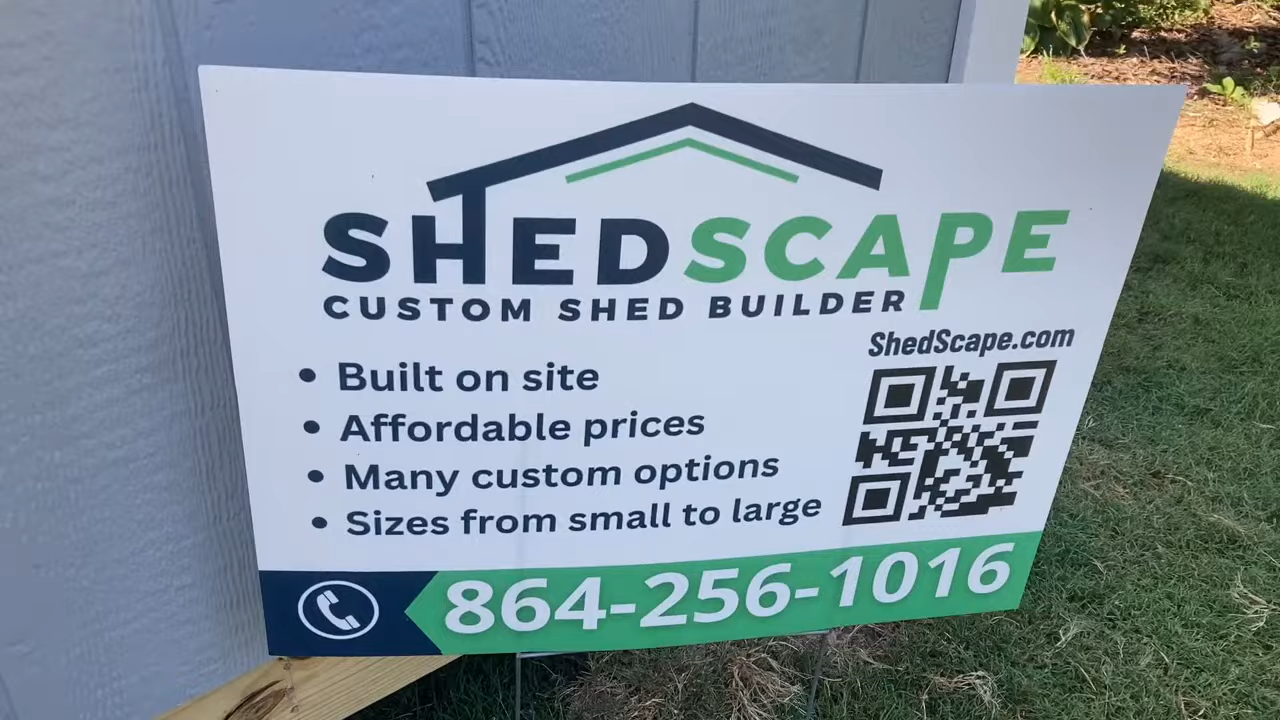 SHEDSCAPE
CUSTOM SHED BUILDER
ShedScape.com
• Built on site
• Affordable prices
• Many custom options
• Sizes from small to large
864-256-1016